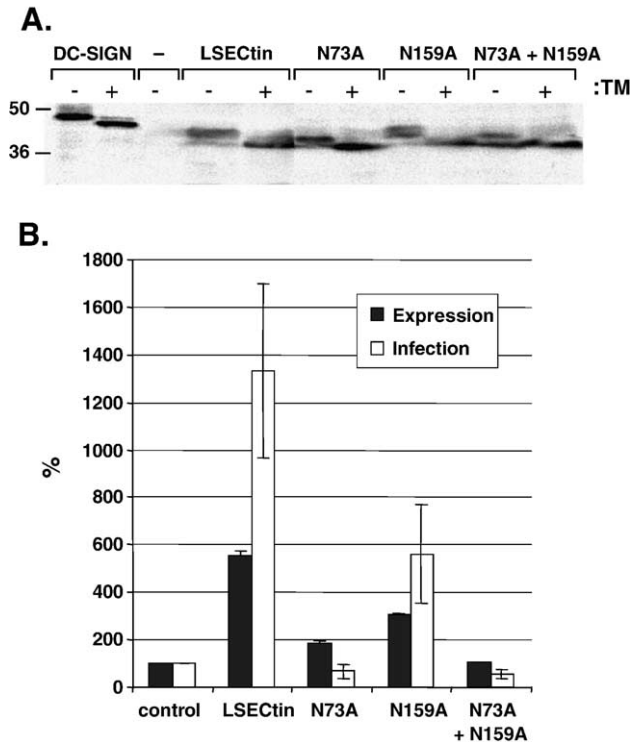 A.
DC-SIGN – LSECtin N73A N159A N73A + N159A
- + - + - + - + - + :TM
50
36
B.
1800
1600
1400
1200
1000
800
600
400
200
0
%
Expression
Infection
control LSECtin N73A N159A N73A
+ N159A